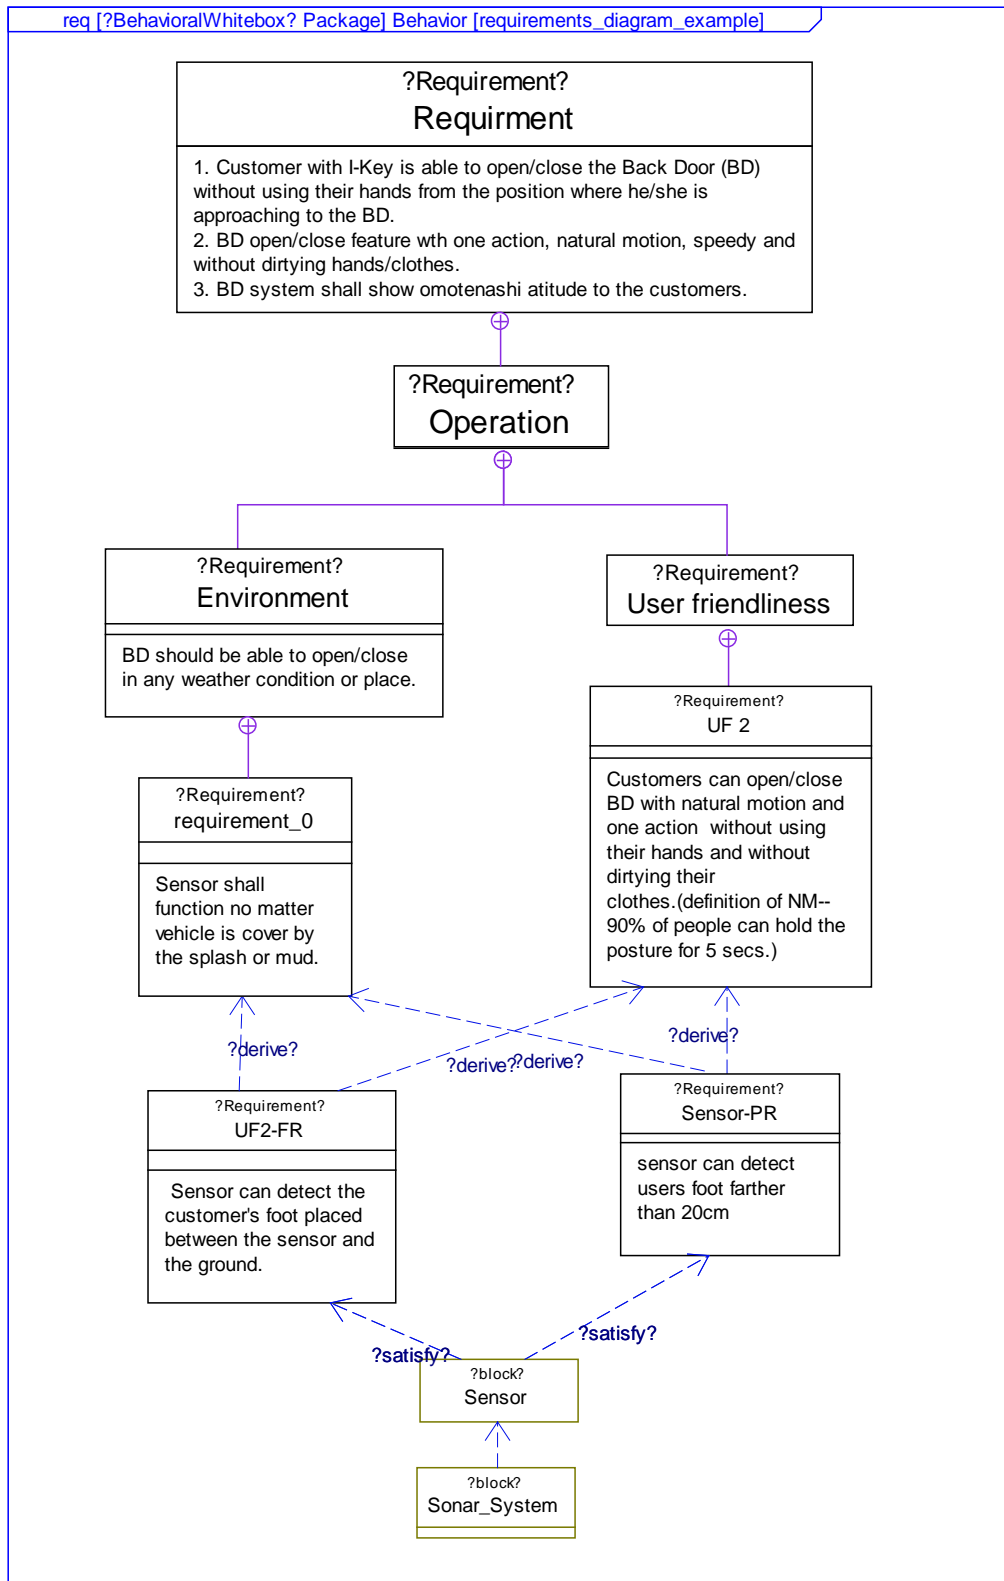 req [?BehavioralWhitebox? Package] Behavior [requirements_diagram_example]
?Requirement?
Requirment
1. Customer with I-Key is able to open/close the Back Door (BD)
without using their hands from the position where he/she is
approaching to the BD.
2. BD open/close feature wth one action, natural motion, speedy and
without dirtying hands/clothes.
3. BD system shall show omotenashi atitude to the customers.
?Requirement?
Operation
?Requirement?
Environment
BD should be able to open/close
in any weather condition or place.
?Requirement?
User friendliness
?Requirement?
requirement_0
Sensor shall
function no matter
vehicle is cover by
the splash or mud.
?Requirement?
UF 2
Customers can open/close
BD with natural motion and
one action  without using
their hands and without
dirtying their
clothes.(definition of NM--
90% of people can hold the
posture for 5 secs.)
?derive?
?derive?
?derive?
?derive?
?Requirement?
UF2-FR
Sensor can detect the
customer's foot placed
between the sensor and
the ground.
?Requirement?
Sensor-PR
sensor can detect
users foot farther
than 20cm
?satisfy?
?satisfy?
?block?
Sensor
?block?
Sonar_System